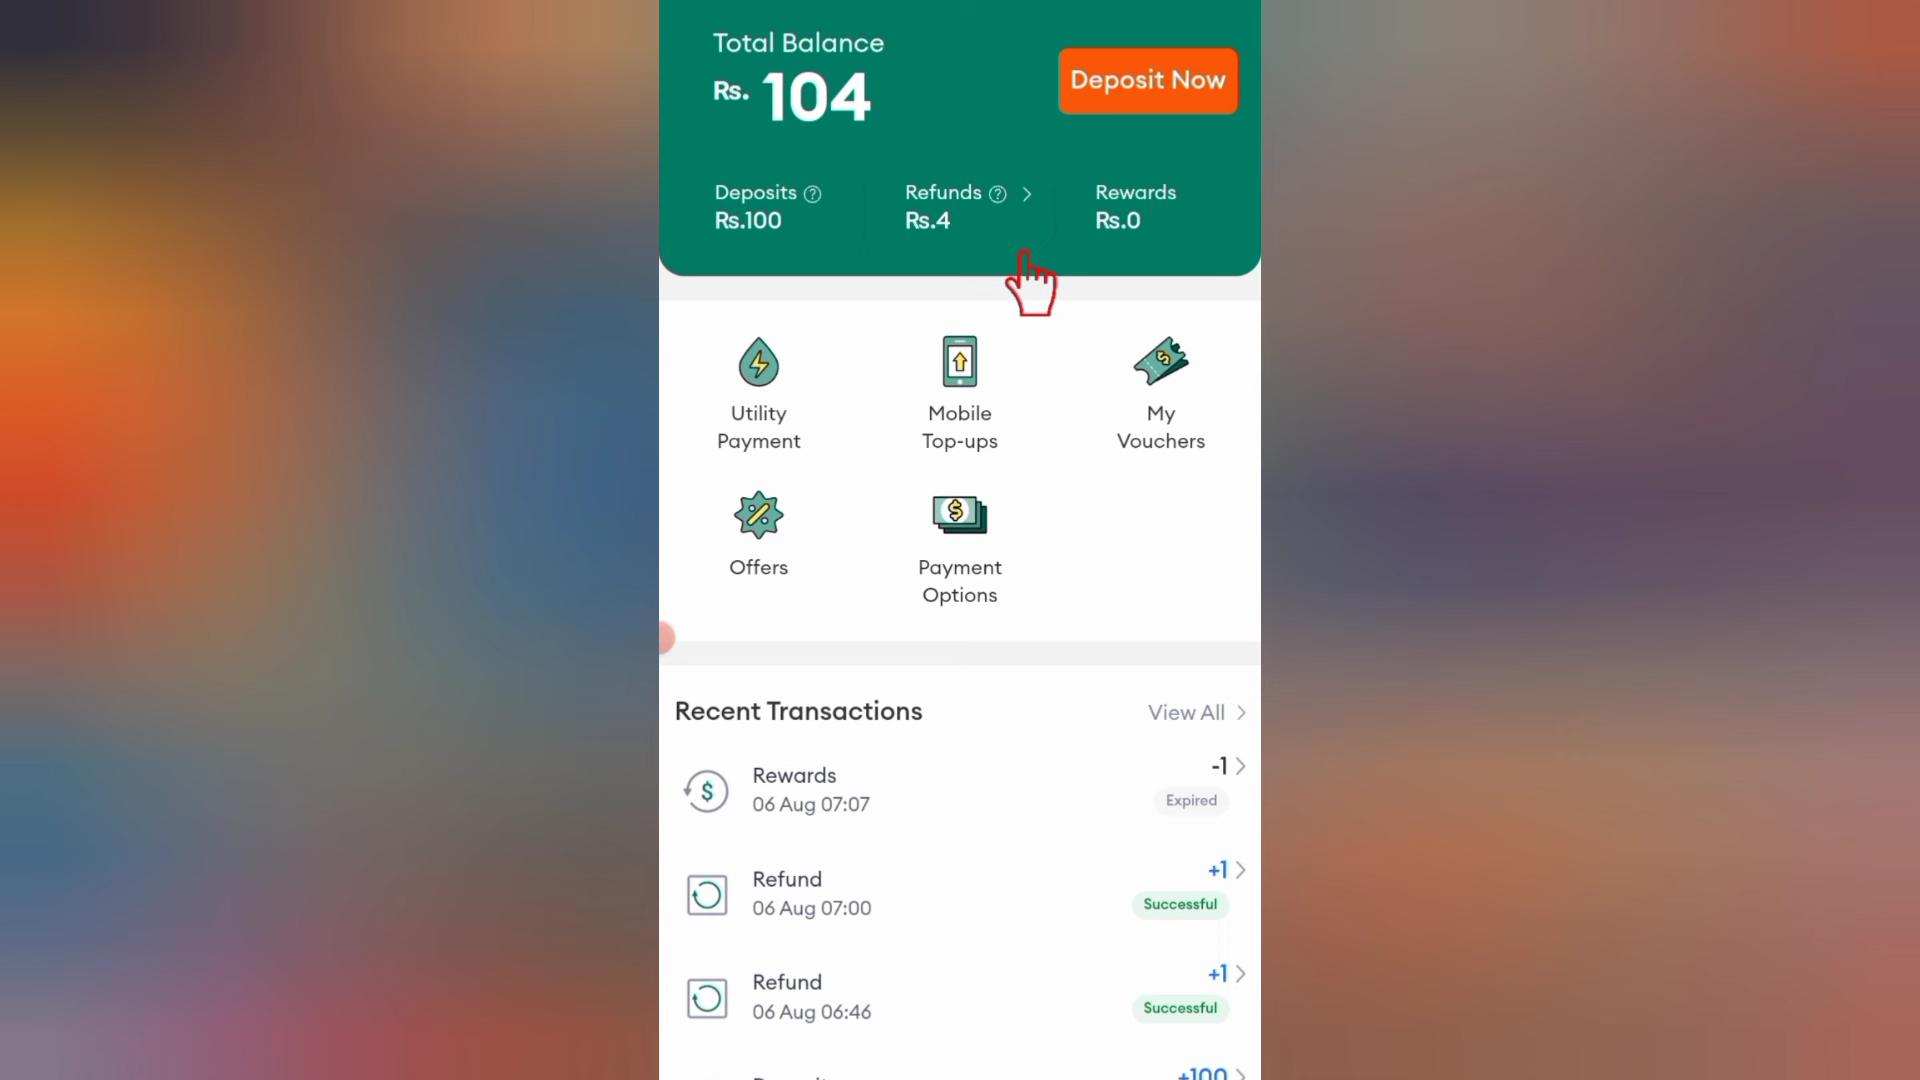 Total Balance
Rs. 104
Deposit Now
Deposits
Rs.100
Refunds
Rs.4
Rewards
Rs.0
Utility
Payment
Mobile
Top-ups
My
Vouchers
Offers
Payment
Options
Recent Transactions
View All
Rewards
06 Aug 07:07
-1
Expired
Refund
06 Aug 07:00
+1
Successful
Refund
06 Aug 06:46
+1
Successful
+100